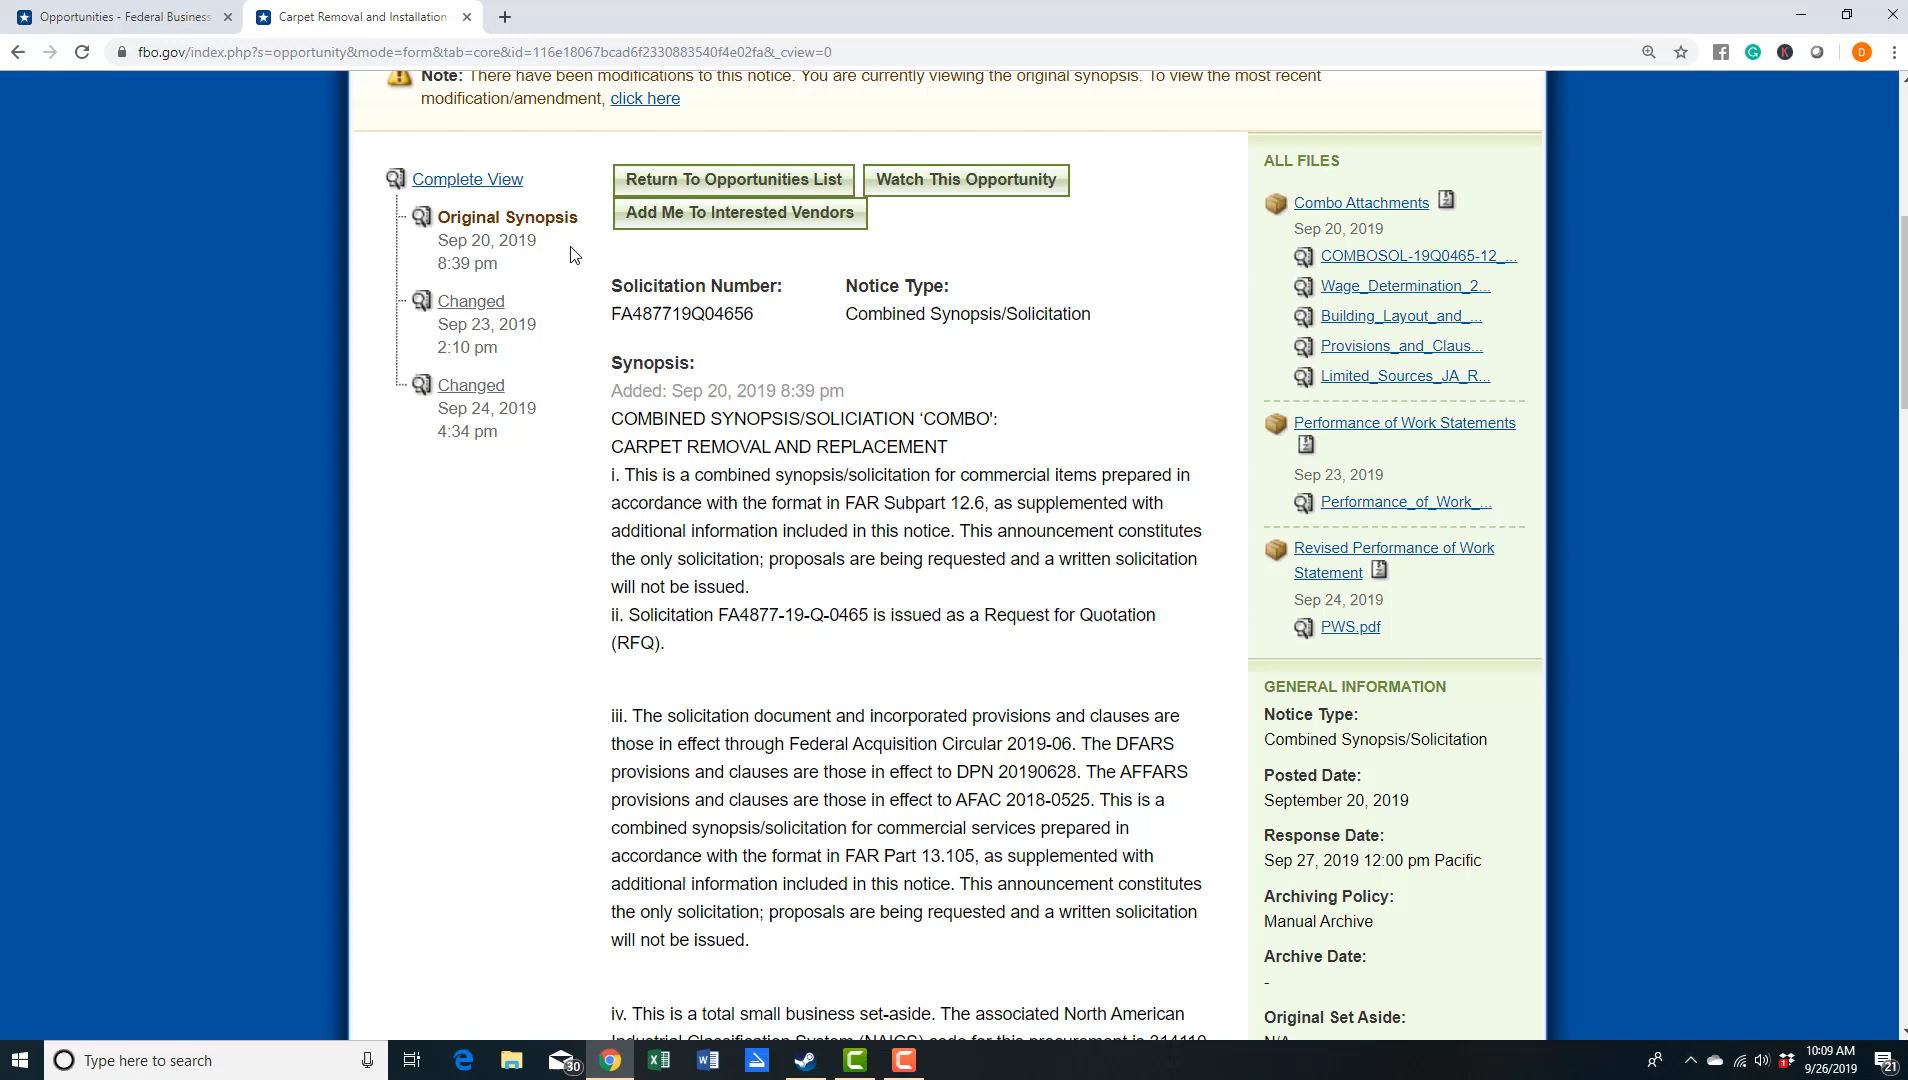 Opportunities - Federal Business
Carpet Removal and Installation
fbo.gov/index.php?s=opportunity&mode=form&tab=core&id=116e18067bcad6f2330883540f4e02fa&_cview=0
D
Note: There have been modifications to this notice. You are currently viewing the original synopsis. To view the most recent
modification/amendment, click here
Complete View
Original Synopsis
Sep 20, 2019
8:39 pm
Changed
Sep 23, 2019
2:10 pm
Changed
Sep 24, 2019
4:34 pm
Return To Opportunities List
Watch This Opportunity
Add Me To Interested Vendors
Solicitation Number:
FA487719Q04656
Notice Type:
Combined Synopsis/Solicitation
Synopsis:
Added: Sep 20, 2019 8:39 pm
COMBINED SYNOPSIS/SOLICIATION ‘COMBO':
CARPET REMOVAL AND REPLACEMENT
i. This is a combined synopsis/solicitation for commercial items prepared in
accordance with the format in FAR Subpart 12.6, as supplemented with
additional information included in this notice. This announcement constitutes
the only solicitation; proposals are being requested and a written solicitation
will not be issued.
ii. Solicitation FA4877-19-Q-0465 is issued as a Request for Quotation
(RFQ).
iii. The solicitation document and incorporated provisions and clauses are
those in effect through Federal Acquisition Circular 2019-06. The DFARS
provisions and clauses are those in effect to DPN 20190628. The AFFARS
provisions and clauses are those in effect to AFAC 2018-0525. This is a
combined synopsis/solicitation for commercial services prepared in
accordance with the format in FAR Part 13.105, as supplemented with
additional information included in this notice. This announcement constitutes
the only solicitation; proposals are being requested and a written solicitation
will not be issued.
iv. This is a total small business set-aside. The associated North American
Industrial Classification System (NAICS) code for this procurement is
ALL FILES
Combo Attachments
Sep 20, 2019
COMBOSOL-19Q0465-12_...
Wage_Determination_2...
Building_Layout_and_...
Provisions_and_Claus...
Limited_Sources_JA_R...
Performance of Work Statements
Sep 23, 2019
Performance_of_Work_...
Revised Performance of Work
Statement
Sep 24, 2019
PWS.pdf
GENERAL INFORMATION
Notice Type:
Combined Synopsis/Solicitation
Posted Date:
September 20, 2019
Response Date:
Sep 27, 2019 12:00 pm Pacific
Archiving Policy:
Manual Archive
Archive Date:
-
Original Set Aside:
N/A
Type here to search
30
10:09 AM
9/26/2019
21